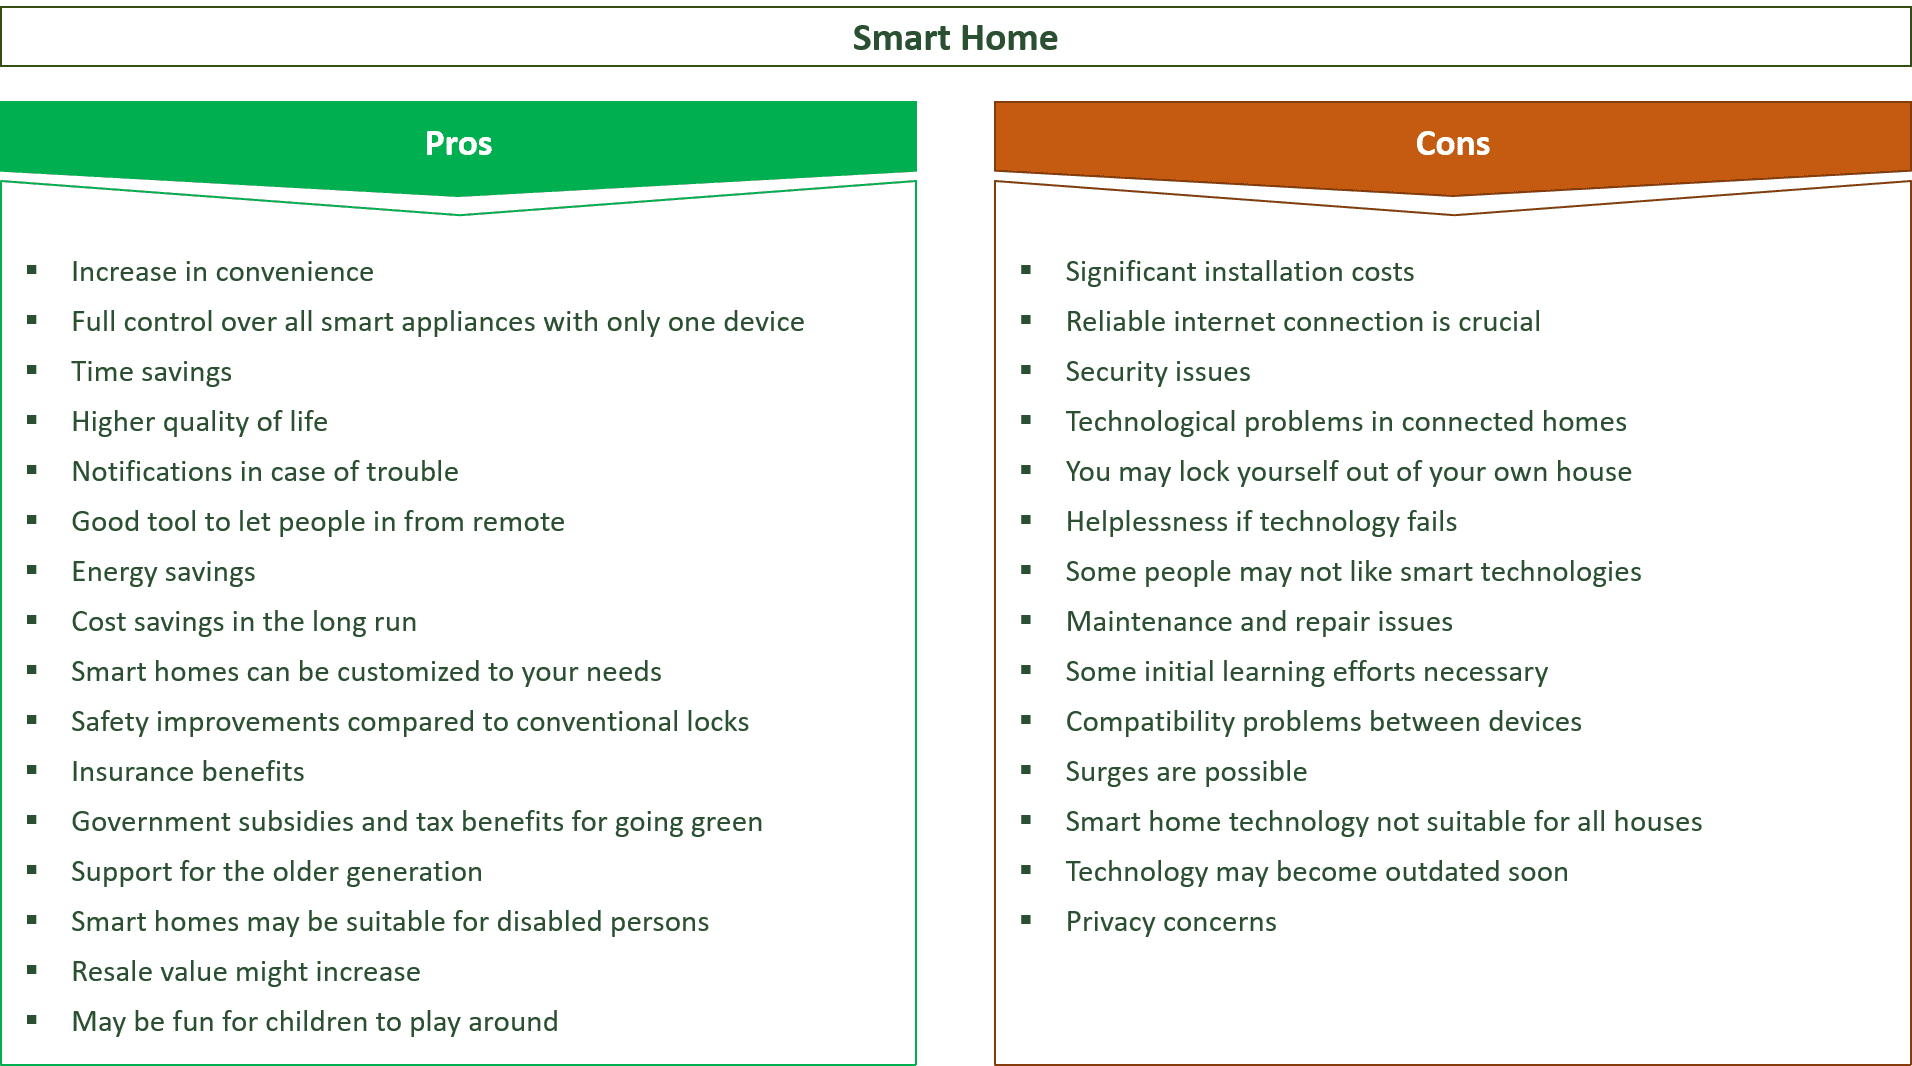 Smart Home
Pros
▪ Increase in convenience
▪ Full control over all smart appliances with only one device
▪ Time savings
▪ Higher quality of life
▪ Notifications in case of trouble
▪ Good tool to let people in from remote
▪ Energy savings
▪ Cost savings in the long run
▪ Smart homes can be customized to your needs
▪ Safety improvements compared to conventional locks
▪ Insurance benefits
▪ Government subsidies and tax benefits for going green
▪ Support for the older generation
▪ Smart homes may be suitable for disabled persons
▪ Resale value might increase
▪ May be fun for children to play around
Cons
▪ Significant installation costs
▪ Reliable internet connection is crucial
▪ Security issues
▪ Technological problems in connected homes
▪ You may lock yourself out of your own house
▪ Helplessness if technology fails
▪ Some people may not like smart technologies
▪ Maintenance and repair issues
▪ Some initial learning efforts necessary
▪ Compatibility problems between devices
▪ Surges are possible
▪ Smart home technology not suitable for all houses
▪ Technology may become outdated soon
▪ Privacy concerns